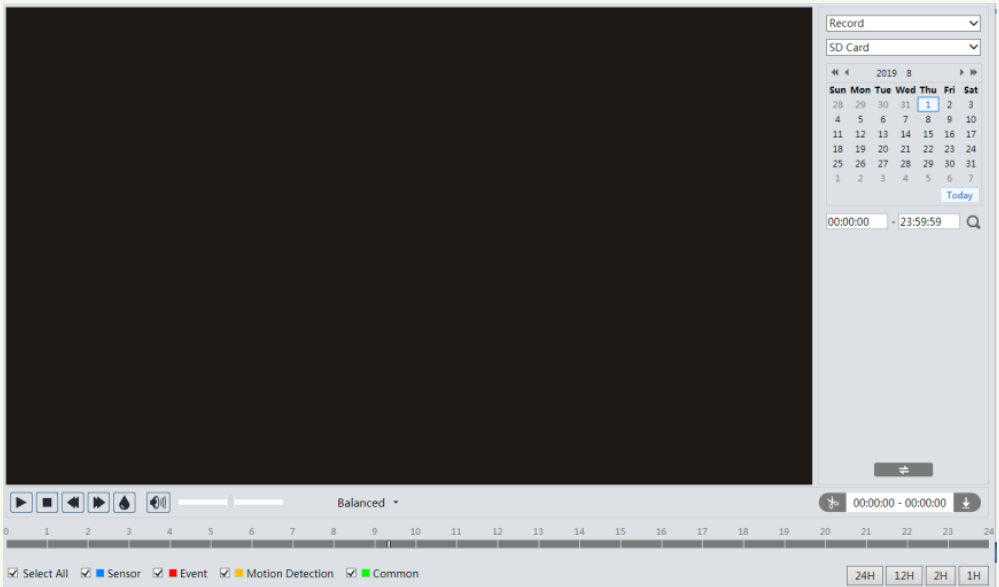 Record
SD Card
2019 8
Sun Mon Tue Wed Thu Fri Sat
28 29 30 31 1 2 3
4 5 6 7 8 9 10
11 12 13 14 15 16 17
18 19 20 21 22 23 24
25 26 27 28 29 30 31
1 2 3 4 5 6 7
Today
00:00:00 - 23:59:59
Balanced
00:00:00 - 00:00:00
0 1 2 3 4 5 6 7 8 9 10 11 12 13 14 15 16 17 18 19 20 21 22 23 24
Select All Sensor Event Motion Detection Common
24H 12H 2H 1H